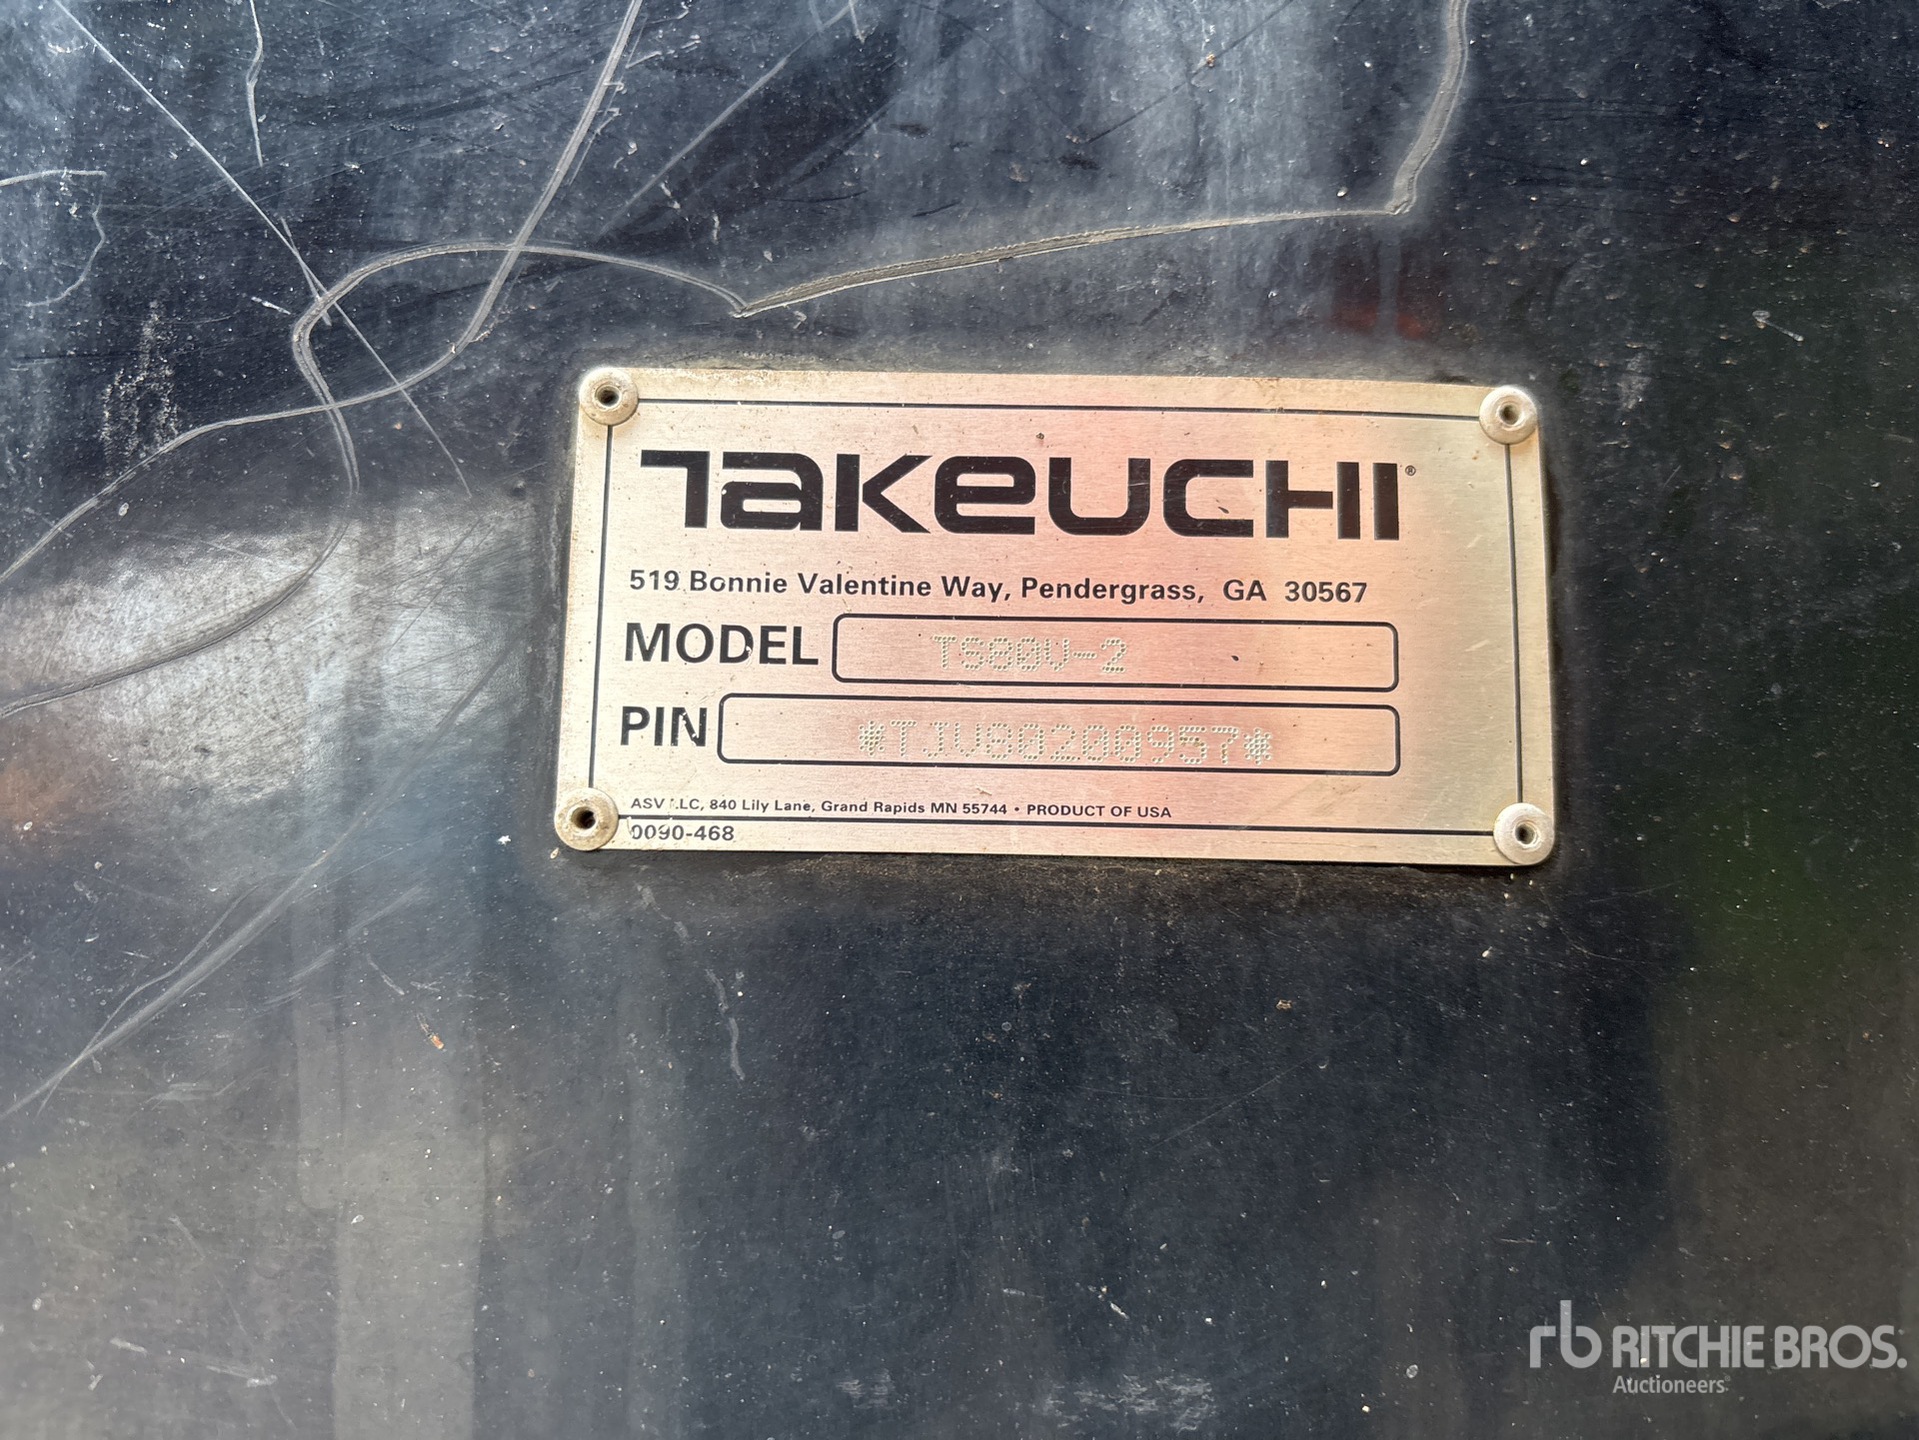 TAKEUCHI®
519 Bonnie Valentine Way, Pendergrass, GA 30567
MODEL TS80V-2
PIN *TJV80200957*
ASV LLC, 840 Lily Lane, Grand Rapids MN 55744 • PRODUCT OF USA
0090-468
rb RITCHIE BROS.
Auctioneers